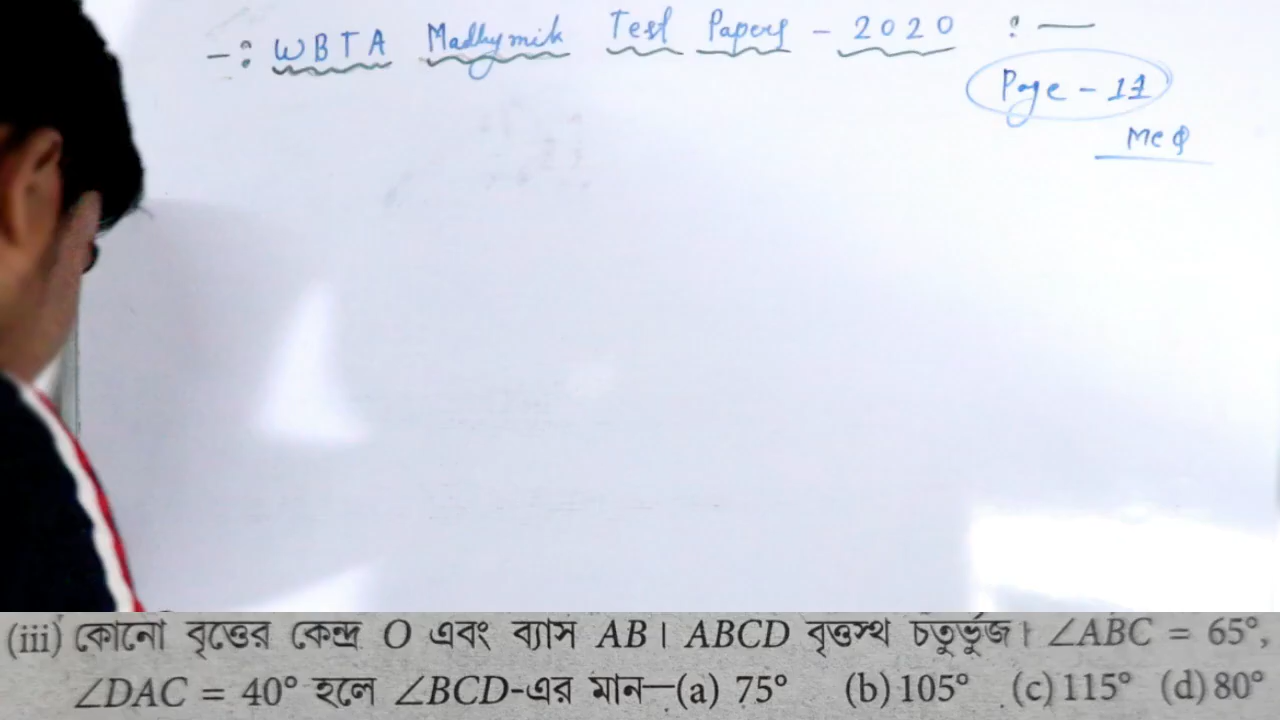 -: WBTA Madhymik Test Papers - 2020 :-
Page - 11
MCQ
(iii) কোনো বৃত্তের কেন্দ্র O এবং ব্যাস AB। ABCD বৃত্তস্থ চতুর্ভুজ। ∠ABC = 65°,
∠DAC = 40° হলে ∠BCD-এর মান—(a) 75° (b) 105° (c) 115° (d) 80°